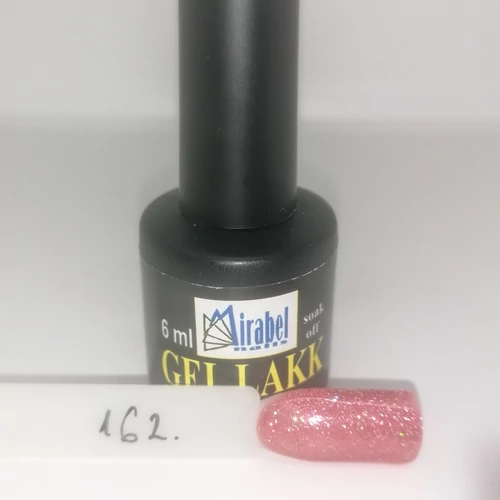 Mirabel
nails
6 ml
soak
off
GEL LAKK
162.